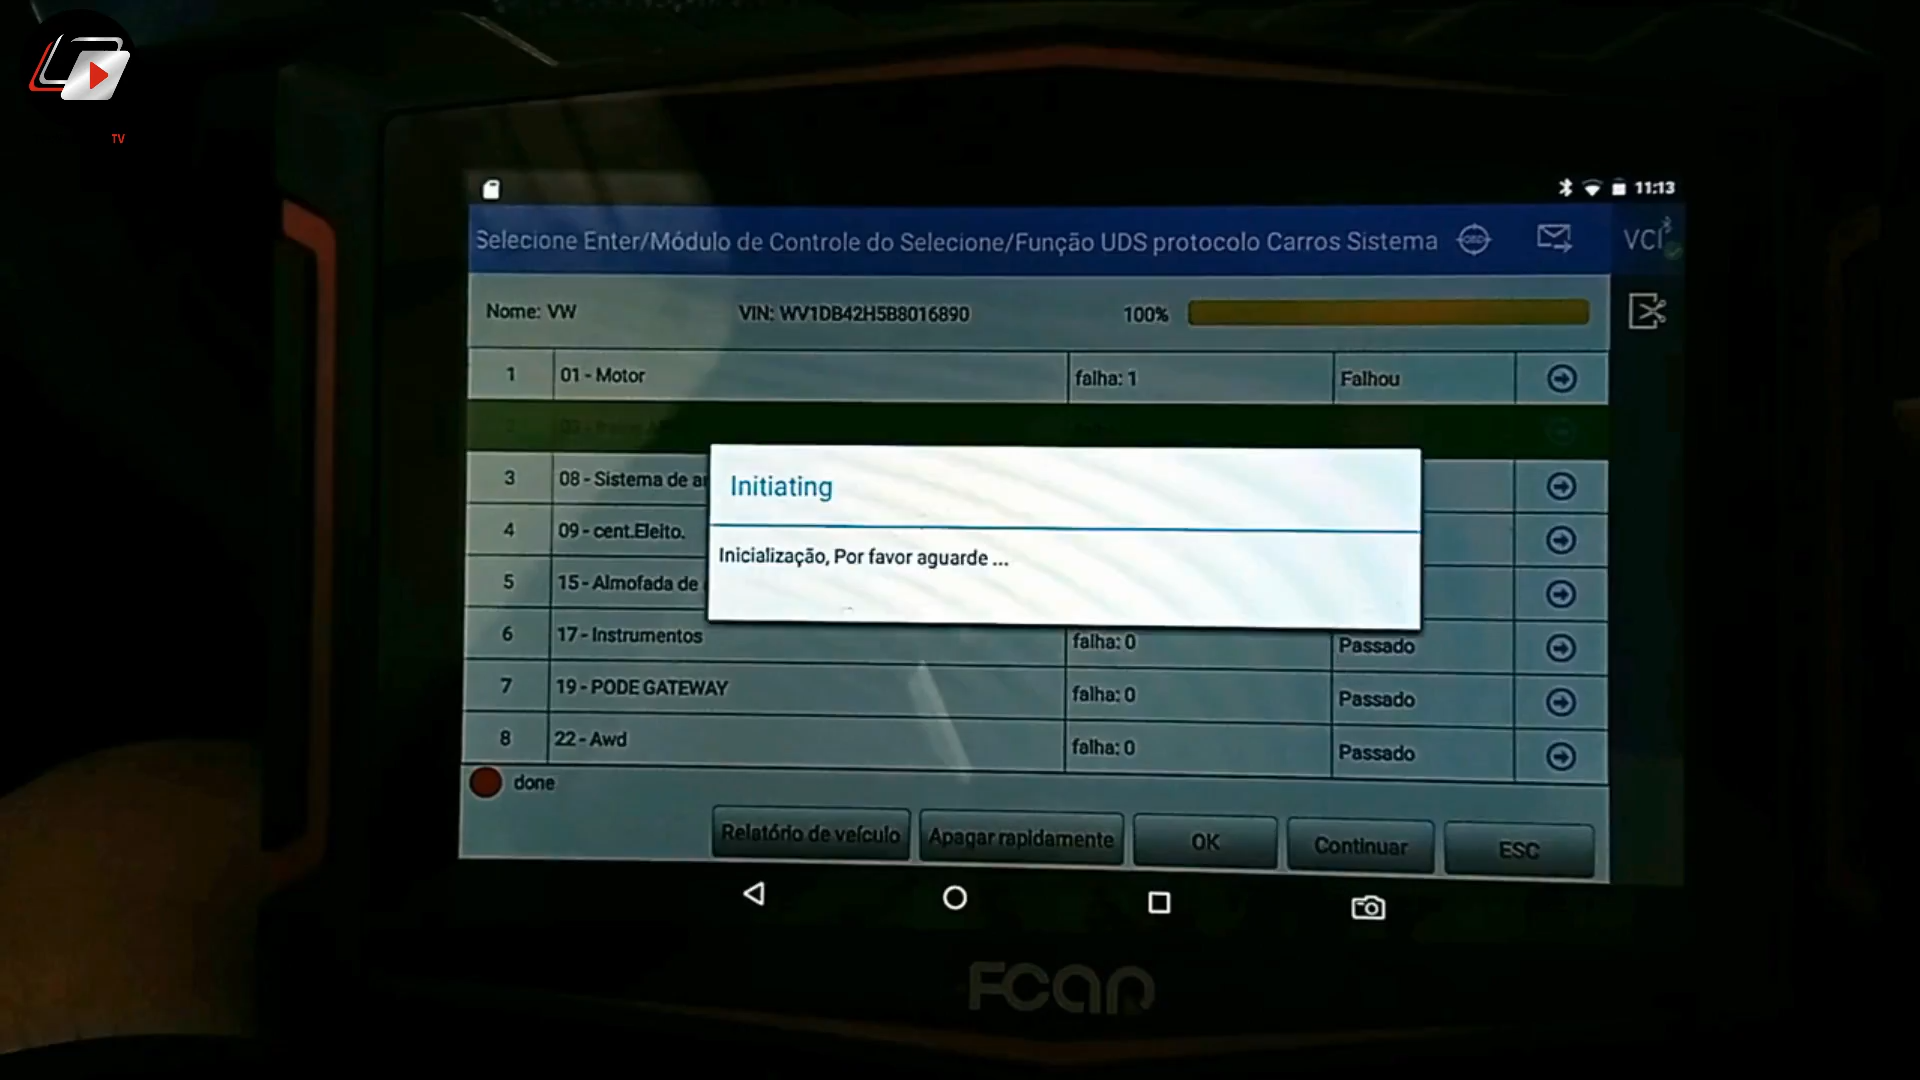 TV
11:13
Selecione Enter/Módulo de Controle do Selecione/Função UDS protocolo Carros Sistema
VCI
Nome: VW VIN: WV1DB42H5B8016890 100%
1 01 - Motor falha: 1 Falhou
2
3 08 - Sistema de
4 09 - cent.Eleito.
5 15 - Almofada de
Initiating
Inicialização, Por favor aguarde ...
6 17 - Instrumentos falha: 0 Passado
7 19 - PODE GATEWAY falha: 0 Passado
8 22 - Awd falha: 0 Passado
done
Relatório de veículo Apagar rapidamente OK Continuar ESC
FCAR